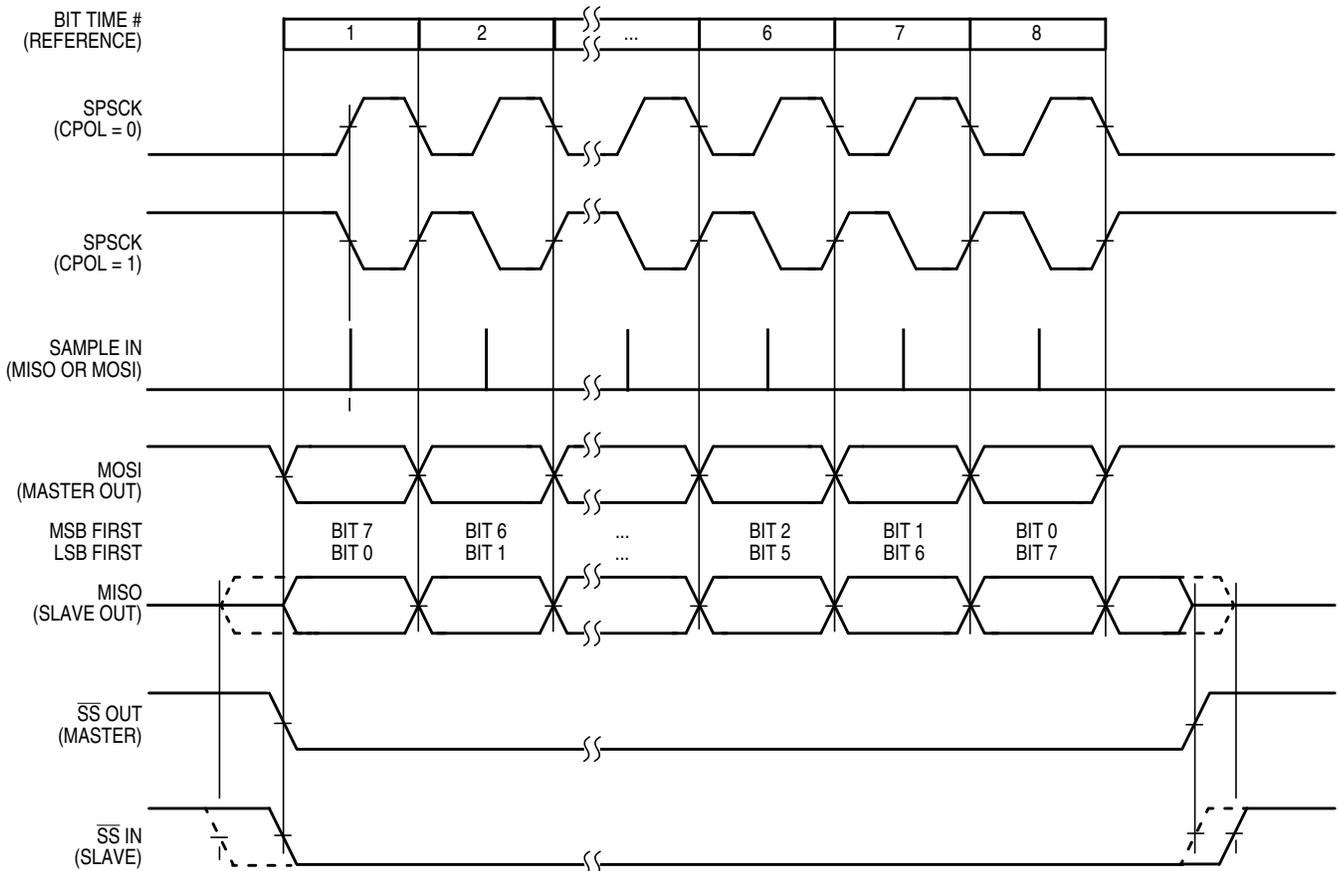 BIT TIME #
(REFERENCE)
1 2 ... 6 7 8
SPSCK
(CPOL = 0)
SPSCK
(CPOL = 1)
SAMPLE IN
(MISO OR MOSI)
MOSI
(MASTER OUT)
MSB FIRST BIT 7 BIT 6 ... BIT 2 BIT 1 BIT 0
LSB FIRST BIT 0 BIT 1 ... BIT 5 BIT 6 BIT 7
MISO
(SLAVE OUT)
S̅S̅ OUT
(MASTER)
S̅S̅ IN
(SLAVE)